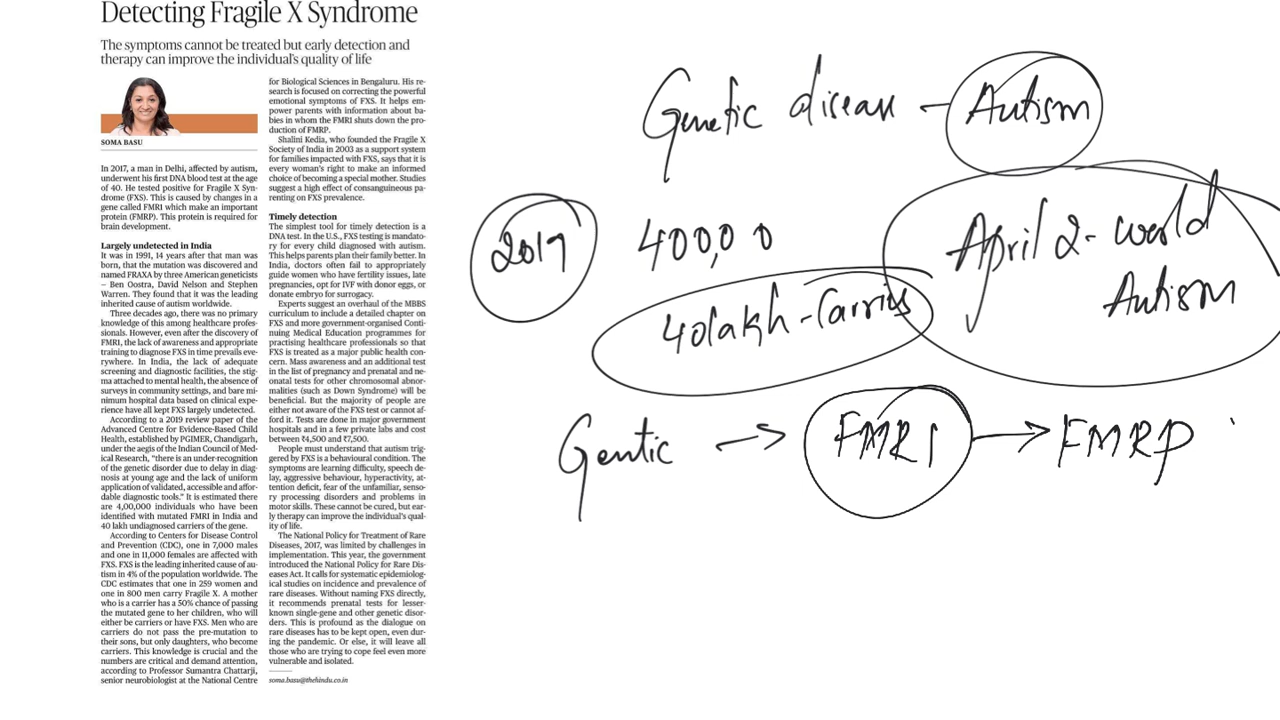 Detecting Fragile X Syndrome
The symptoms cannot be treated but early detection and
therapy can improve the individual's quality of life
SOMA BASU
In 2017, a man in Delhi, affected by autism,
underwent his first DNA blood test at the age
of 40. He tested positive for Fragile X Syn-
drome (FXS). This is caused by changes in a
gene called FMRI which make an important
protein (FMRP). This protein is required for
brain development.
Largely undetected in India
It was in 1991, 14 years after that man was
born, that the mutation was discovered and
named FRAXA by three American geneticists
– Ben Oostra, David Nelson and Stephen
Warren. They found that it was the leading
inherited cause of autism worldwide.
Three decades ago, there was no primary
knowledge of this among healthcare profes-
sionals. However, even after the discovery of
FMRI, the lack of awareness and appropriate
training to diagnose FXS in time prevails eve-
rywhere. In India, the lack of adequate
screening and diagnostic facilities, the stig-
ma attached to mental health, the absence of
surveys in community settings, and bare mi-
nimum hospital data based on clinical expe-
rience have all kept FXS largely undetected.
According to a 2019 review paper of the
Advanced Centre for Evidence-Based Child
Health, established by PGIMER, Chandigarh,
under the aegis of the Indian Council of Med-
ical Research, "there is an under-recognition
of the genetic disorder due to delay in diag-
nosis at young age and the lack of uniform
application of validated, accessible and affor-
dable diagnostic tools." It is estimated there
are 4,00,000 individuals who have been
identified with mutated FMRI in India and
40 lakh undiagnosed carriers of the gene.
According to Centers for Disease Control
and Prevention (CDC), one in 7,000 males
and one in 11,000 females are affected with
FXS. FXS is the leading inherited cause of au-
tism in 4% of the population worldwide. The
CDC estimates that one in 259 women and
one in 800 men carry Fragile X. A mother
who is a carrier has a 50% chance of passing
the mutated gene to her children, who will
either be carriers or have FXS. Men who are
carriers do not pass the pre-mutation to
their sons, but only daughters, who become
carriers. This knowledge is crucial and the
numbers are critical and demand attention,
according to Professor Sumantra Chattarji,
senior neurobiologist at the National Centre
for Biological Sciences in Bengaluru. His re-
search is focused on correcting the powerful
emotional symptoms of FXS. It helps em-
power parents with information about ba-
bies in whom the FMRI shuts down the pro-
duction of FMRP.
Shalini Kedia, who founded the Fragile X
Society of India in 2003 as a support system
for families impacted with FXS, says that it is
every woman's right to make an informed
choice of becoming a special mother. Studies
suggest a high effect of consanguineous pa-
renting on FXS prevalence.
Timely detection
The simplest tool for timely detection is a
DNA test. In the U.S., FXS testing is mandato-
ry for every child diagnosed with autism.
This helps parents plan their family better. In
India, doctors often fail to appropriately
guide women who have fertility issues, late
pregnancies, opt for IVF with donor eggs, or
donate embryo for surrogacy.
Experts suggest an overhaul of the MBBS
curriculum to include a detailed chapter on
FXS and more government-organised Conti-
nuing Medical Education programmes for
practising healthcare professionals so that
FXS is treated as a major public health con-
cern. Mass awareness and an additional test
in the list of pregnancy and prenatal and ne-
onatal tests for other chromosomal abnor-
malities (such as Down Syndrome) will be
beneficial. But the majority of people are
either not aware of the FXS test or cannot af-
ford it. Tests are done in major government
hospitals and in a few private labs and cost
between ₹4,500 and ₹7,500.
People must understand that autism trig-
gered by FXS is a behavioural condition. The
symptoms are learning difficulty, speech de-
lay, aggressive behaviour, hyperactivity, at-
tention deficit, fear of the unfamiliar, senso-
ry processing disorders and problems in
motor skills. These cannot be cured, but ear-
ly therapy can improve the individual's qual-
ity of life.
The National Policy for Treatment of Rare
Diseases, 2017, was limited by challenges in
implementation. This year, the government
introduced the National Policy for Rare Dis-
eases Act. It calls for systematic epidemiolog-
ical studies on incidence and prevalence of
rare diseases. Without naming FXS directly,
it recommends prenatal tests for lesser-
known single-gene and other genetic disor-
ders. This is profound as the dialogue on
rare diseases has to be kept open, even dur-
ing the pandemic. Or else, it will leave all
those who are trying to cope feel even more
vulnerable and isolated.
soma.basu@thehindu.co.in
Genetic disease - Autism
2019
400,00
April 2- world
Autism
40lakh-Carries
Gentic -> FMRI -> FMRP